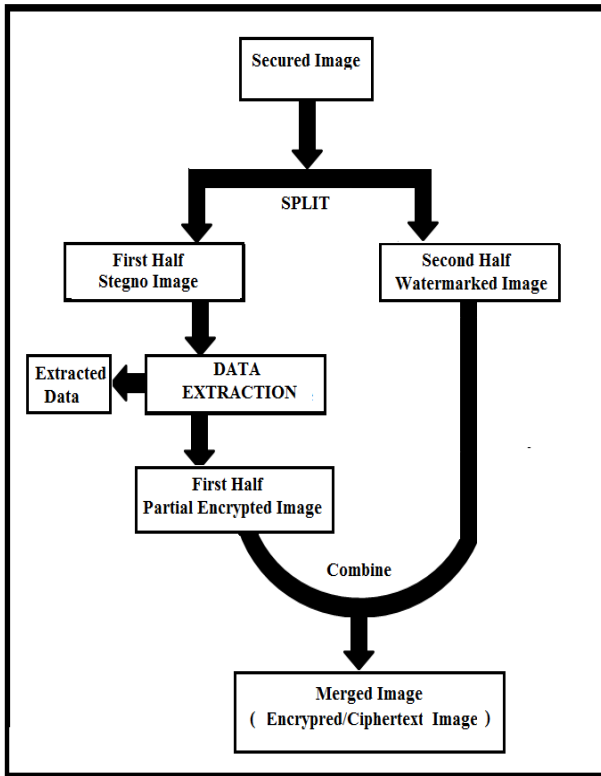 Secured Image
SPLIT
First Half
Stegno Image
Second Half
Watermarked Image
Extracted
Data
DATA
EXTRACTION
First Half
Partial Encrypted Image
Combine
Merged Image
( Encrypred/Ciphertext Image )